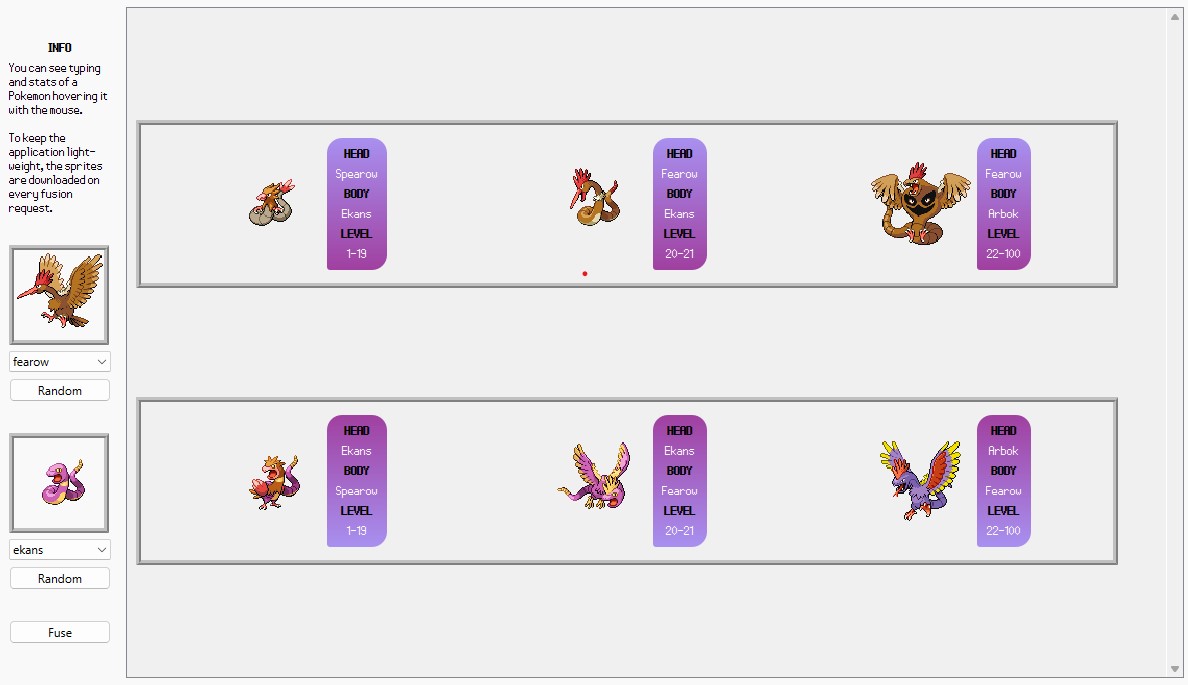 INFO
You can see typing
and stats of a
Pokemon hovering it
with the mouse.
To keep the
application light-
weight, the sprites
are downloaded on
every fusion
request.
fearow
Random
ekans
Random
Fuse
HEAD
Spearow
BODY
Ekans
LEVEL
1-19
HEAD
Fearow
BODY
Ekans
LEVEL
20-21
HEAD
Fearow
BODY
Arbok
LEVEL
22-100
HEAD
Ekans
BODY
Spearow
LEVEL
1-19
HEAD
Ekans
BODY
Fearow
LEVEL
20-21
HEAD
Arbok
BODY
Fearow
LEVEL
22-100